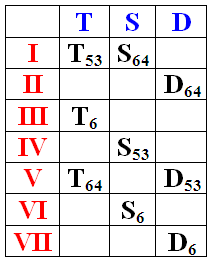 T S D
I T53 S64
II D64
III T6
IV S53
V T64 D53
VI S6
VII D6